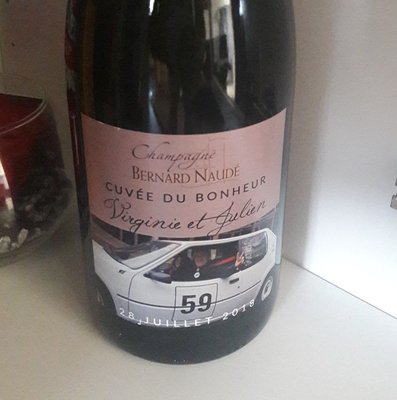 Champagne
BERNARD NAUDÉ
CUVÉE DU BONHEUR
Virginie et Julien
59
28 JUILLET 2018